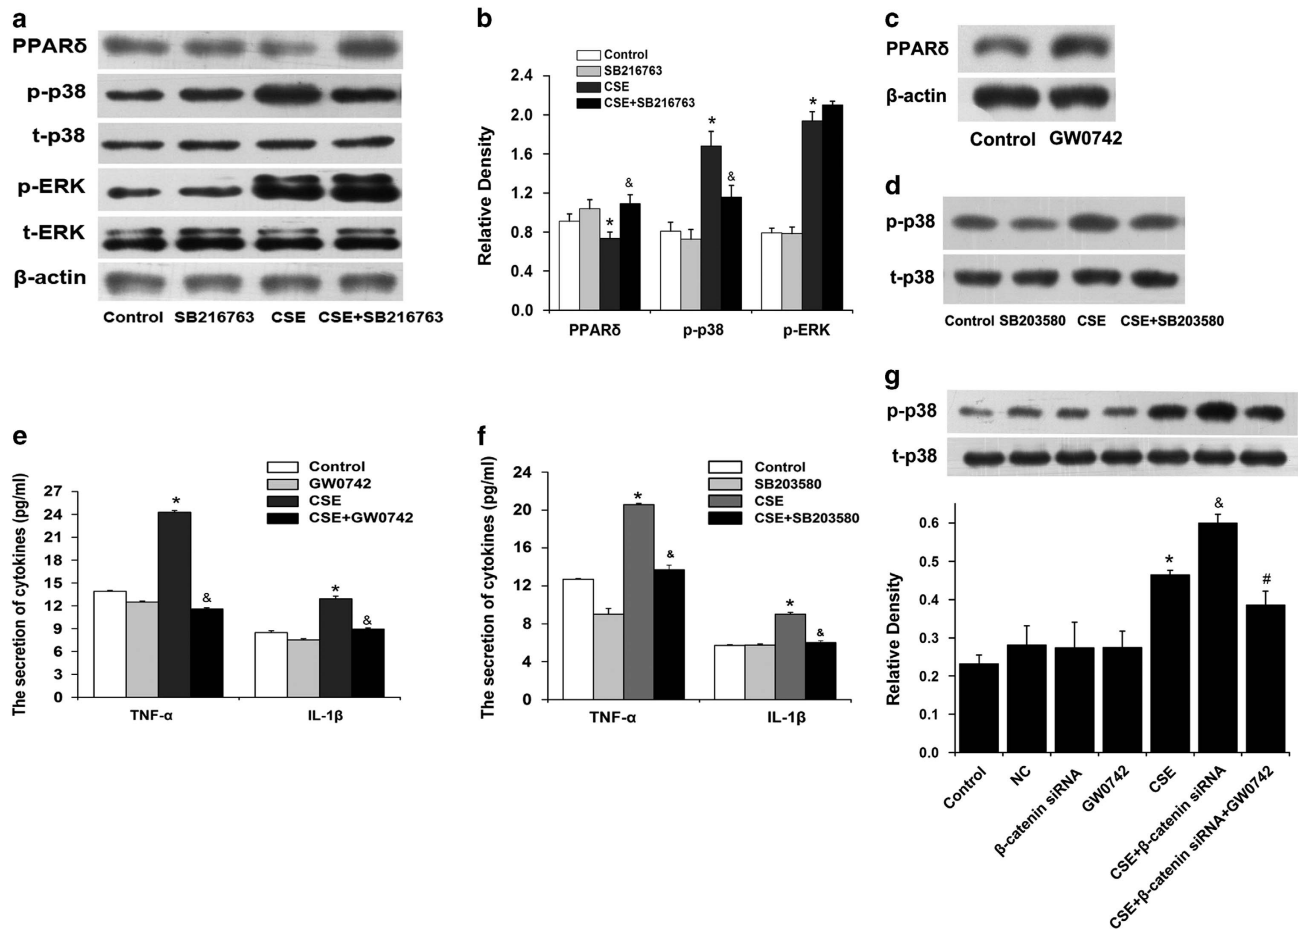 a
PPARδ
p-p38
t-p38
p-ERK
t-ERK
β-actin
Control SB216763 CSE CSE+SB216763
b
Control
SB216763
CSE
CSE+SB216763
Relative Density
2.4
2.0
1.6
1.2
0.8
0.4
0.0
* & * & *
PPARδ p-p38 p-ERK
c
PPARδ
β-actin
Control GW0742
d
p-p38
t-p38
Control SB203580 CSE CSE+SB203580
e
Control
GW0742
CSE
CSE+GW0742
The secretion of cytokines (pg/ml)
27
24
21
18
15
12
9
6
3
0
* & * &
TNF-α IL-1β
f
Control
SB203580
CSE
CSE+SB203580
The secretion of cytokines (pg/ml)
24
20
16
12
8
4
0
* & * &
TNF-α IL-1β
g
p-p38
t-p38
Relative Density
0.6
0.5
0.4
0.3
0.2
0.1
0.0
* & #
Control
NC
β-catenin siRNA
GW0742
CSE
CSE+β-catenin siRNA
CSE+β-catenin siRNA+GW0742